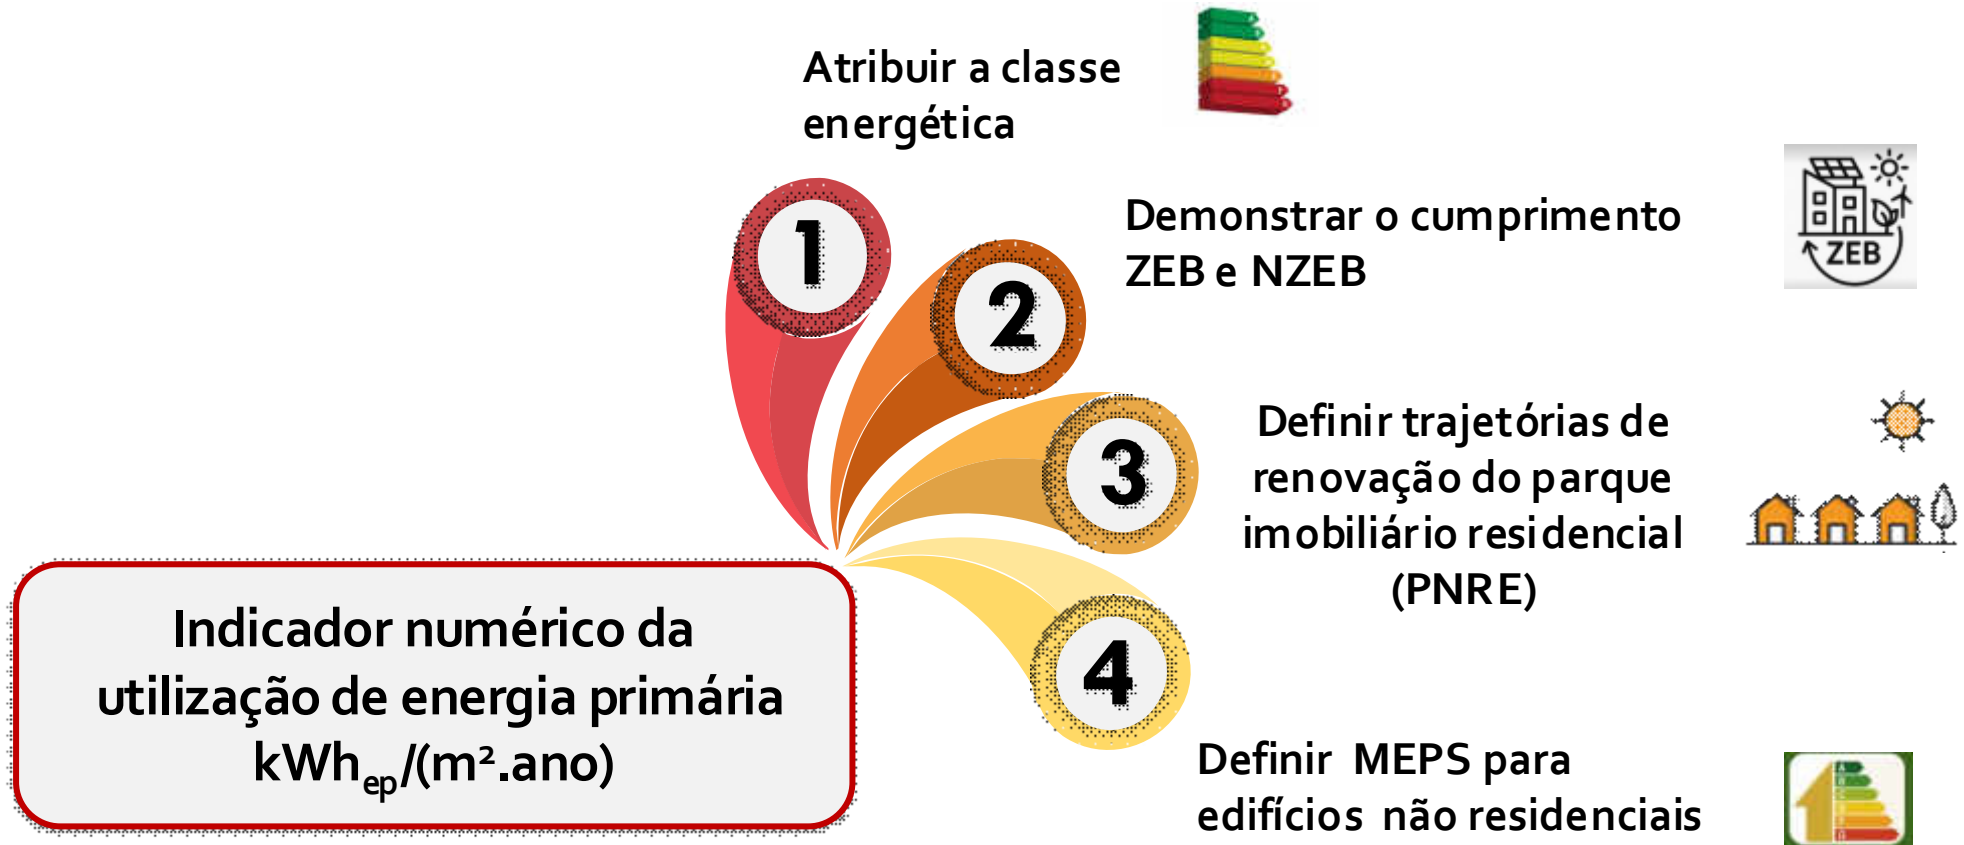 Atribuir a classe
energética
1
Demonstrar o cumprimento
ZEB e NZEB
ZEB
2
Definir trajetórias de
renovação do parque
imobiliário residencial
(PNRE)
3
Indicador numérico da
utilização de energia primária
kWhep/(m².ano)
4
Definir MEPS para
edifícios não residenciais